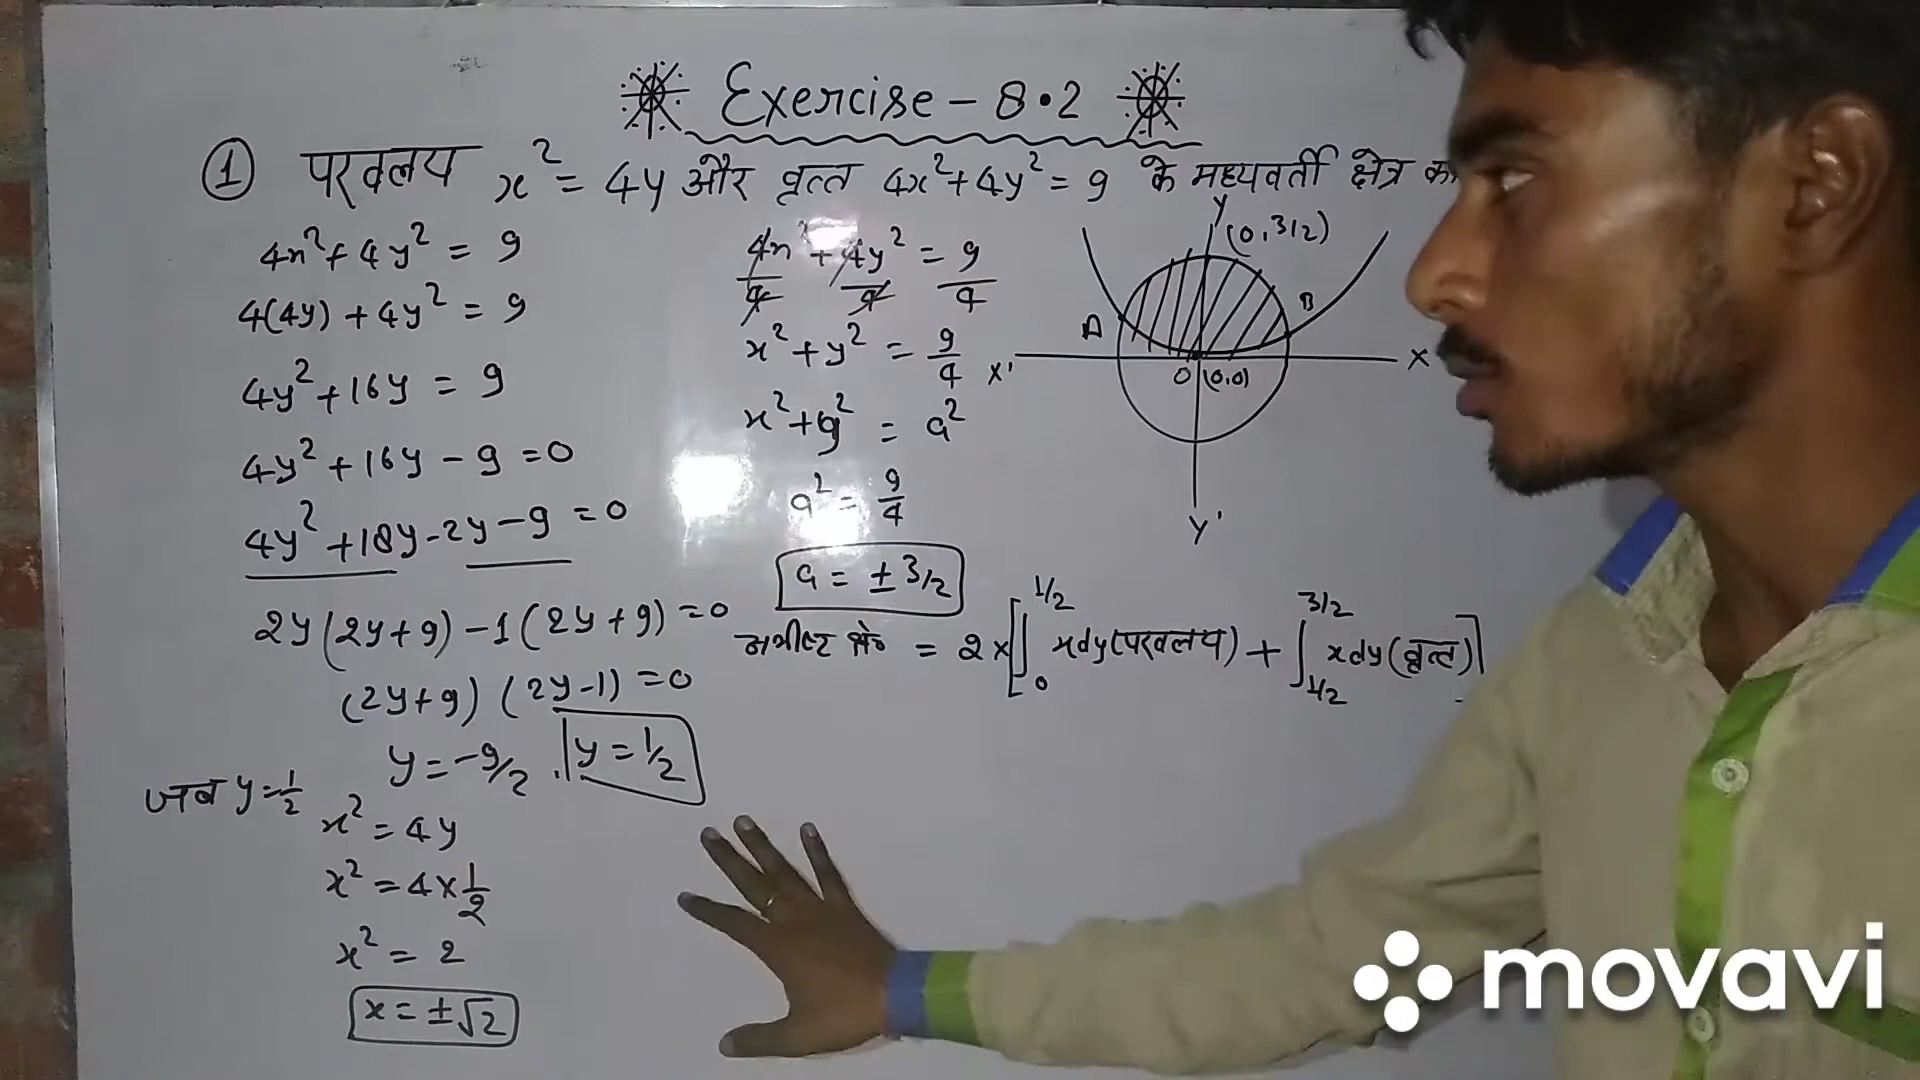 Exercise - 8.2
① परवलय x² = 4y और वृत्त 4x² + 4y² = 9 के मध्यवर्ती क्षेत्र का
4x² + 4y² = 9
4(4y) + 4y² = 9
4y² + 16y = 9
4y² + 16y - 9 = 0
4y² + 18y - 2y - 9 = 0
2y(2y + 9) - 1(2y + 9) = 0
(2y + 9) (2y - 1) = 0
y = -9/2, y = 1/2
जब y = 1/2
x² = 4y
x² = 4 × 1/2
x² = 2
x = ±√2
4x²/4 + 4y²/4 = 9/4
x² + y² = 9/4
x² + y² = a²
a² = 9/4
a = ± 3/2
Y
(0, 3/2)
A
B
X'
O (0,0)
X
Y'
अभीष्ट क्षे० = 2 × [∫₀^1/2 xdy (परवलय) + ∫_1/2^3/2 xdy (वृत्त)]
movavi